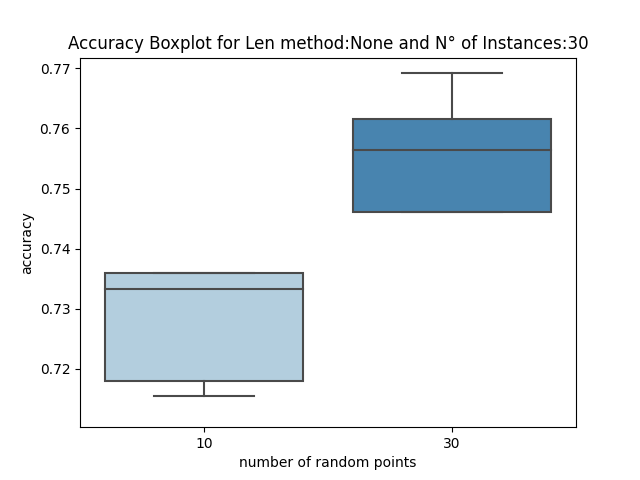 Accuracy Boxplot for Len method:None and N° of Instances:30
0.77
0.76
0.75
0.74
0.73
0.72
accuracy
10 30
number of random points